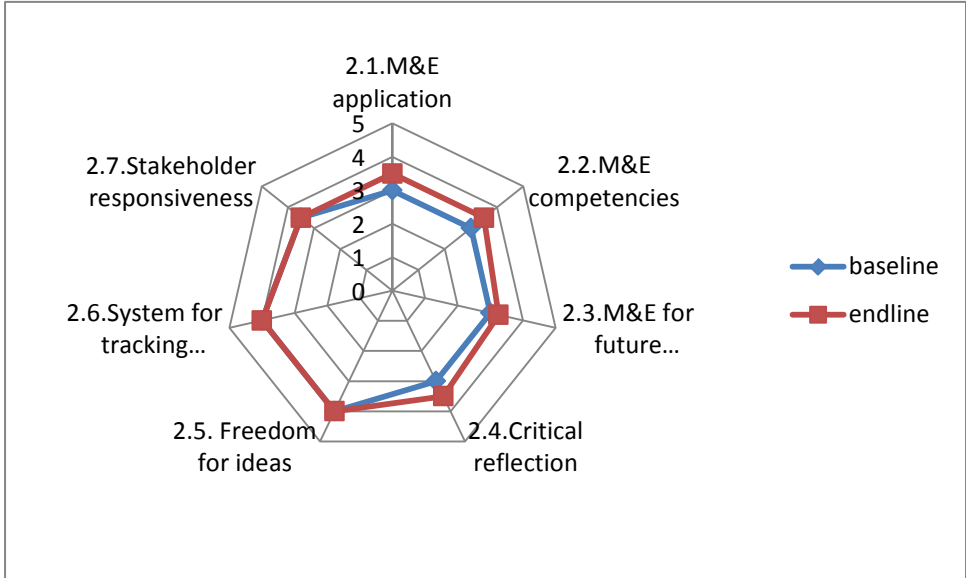 2.1.M&E
application
5
4
3
2
1
0
2.2.M&E
competencies
2.3.M&E for
future...
2.4.Critical
reflection
2.5. Freedom
for ideas
2.6.System for
tracking...
2.7.Stakeholder
responsiveness
baseline
endline